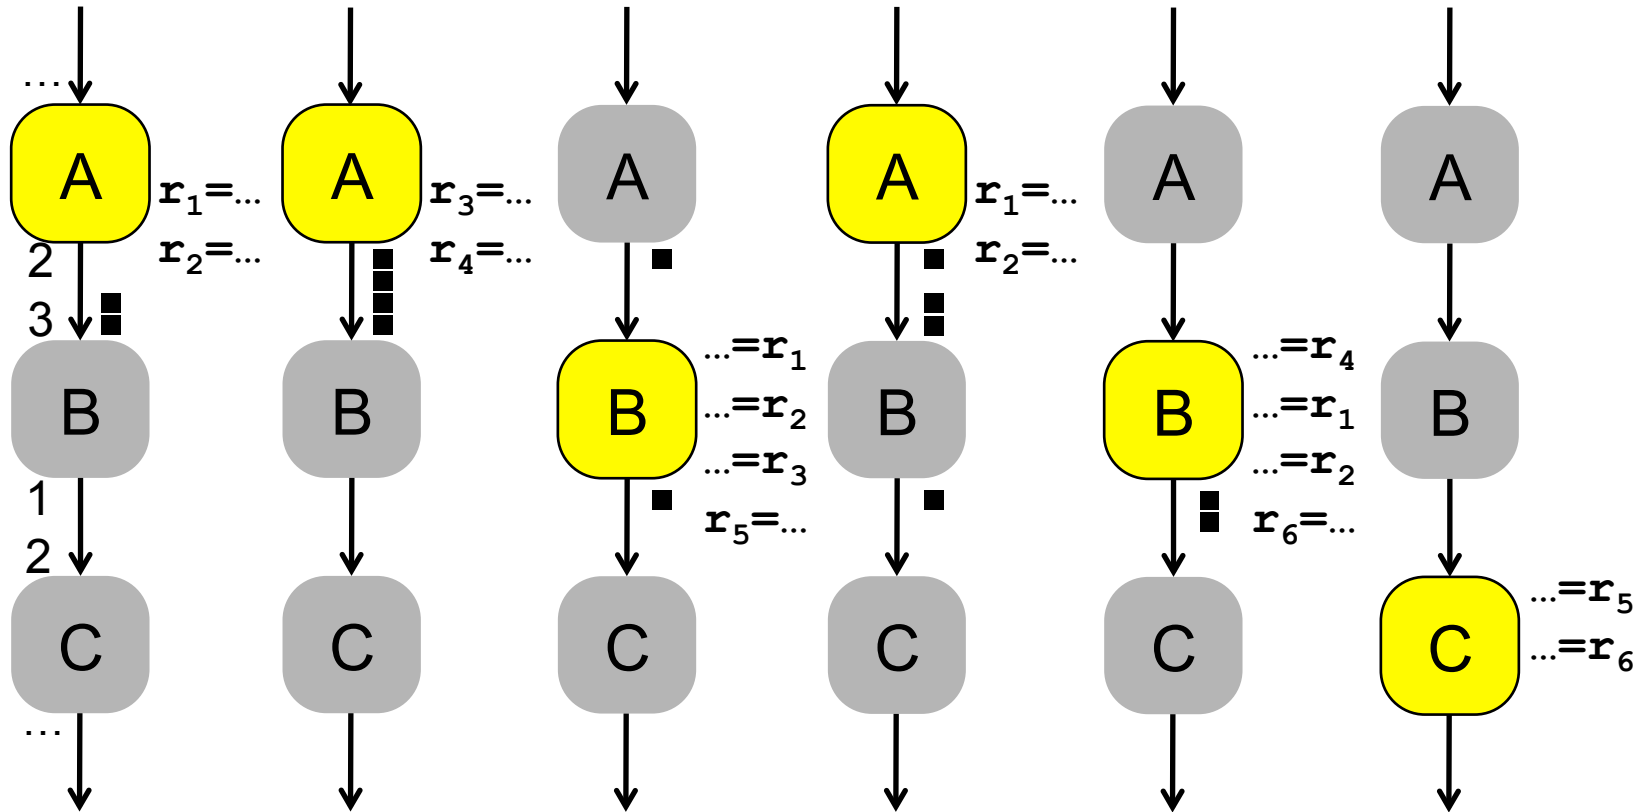 ...
A A A A A A
r1=... r3=... r1=...
2 r2=... r4=... r2=...
3
...=r1 ...=r4
B B B B B B
...=r2 ...=r1
...=r3 ...=r2
1
r5=... r6=...
2
...=r5
C C C C C C
...=r6
...